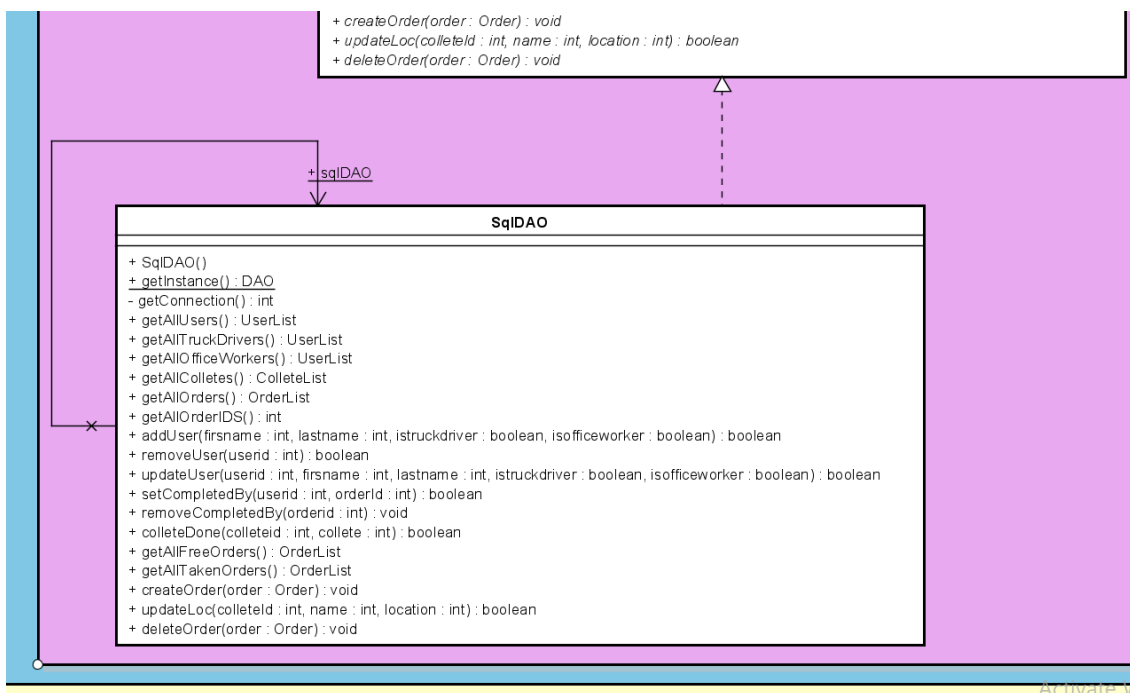 + createOrder(order : Order) : void
+ updateLoc(colleteId : int, name : int, location : int) : boolean
+ deleteOrder(order : Order) : void
+ sqlDAO
SqlDAO
+ SqlDAO()
+ getInstance() : DAO
- getConnection() : int
+ getAllUsers() : UserList
+ getAllTruckDrivers() : UserList
+ getAllOfficeWorkers() : UserList
+ getAllColletes() : ColleteList
+ getAllOrders() : OrderList
+ getAllOrderIDS() : int
+ addUser(firsname : int, lastname : int, istruckdriver : boolean, isofficeworker : boolean) : boolean
+ removeUser(userid : int) : boolean
+ updateUser(userid : int, firsname : int, lastname : int, istruckdriver : boolean, isofficeworker : boolean) : boolean
+ setCompletedBy(userid : int, orderId : int) : boolean
+ removeCompletedBy(orderid : int) : void
+ colleteDone(colleteid : int, collete : int) : boolean
+ getAllFreeOrders() : OrderList
+ getAllTakenOrders() : OrderList
+ createOrder(order : Order) : void
+ updateLoc(colleteId : int, name : int, location : int) : boolean
+ deleteOrder(order : Order) : void
Activate